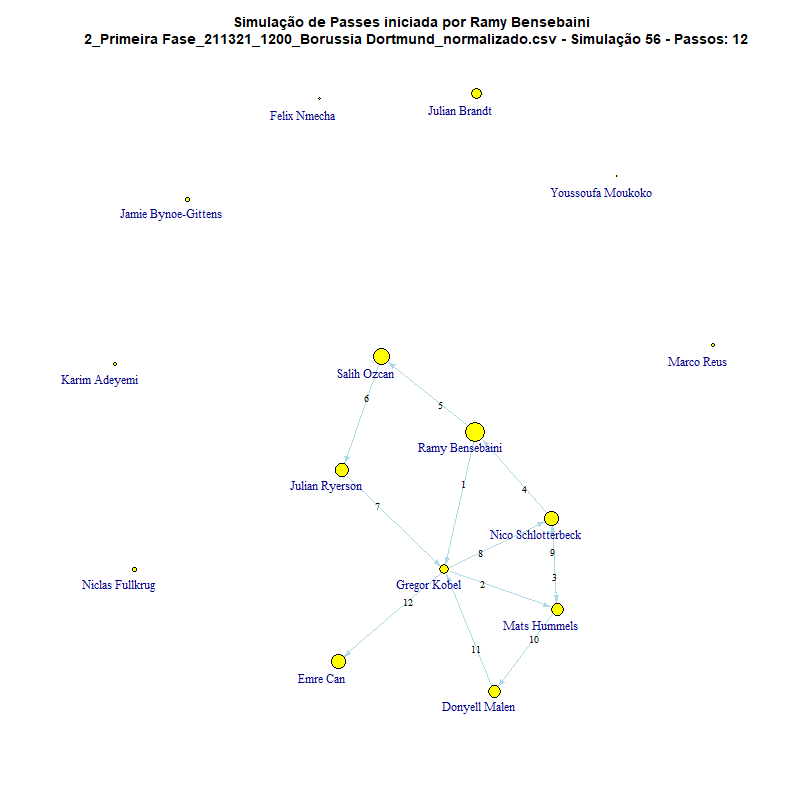 Simulação de Passes iniciada por Ramy Bensebaini
2_Primeira Fase_211321_1200_Borussia Dortmund_normalizado.csv - Simulação 56 - Passos: 12
Felix Nmecha
Julian Brandt
Youssoufa Moukoko
Jamie Bynoe-Gittens
Marco Reus
Karim Adeyemi
Salih Ozcan
6
5
Ramy Bensebaini
Julian Ryerson
1
4
7
Nico Schlotterbeck
8
9
3
Niclas Fullkrug
Gregor Kobel
2
12
Mats Hummels
10
11
Emre Can
Donyell Malen